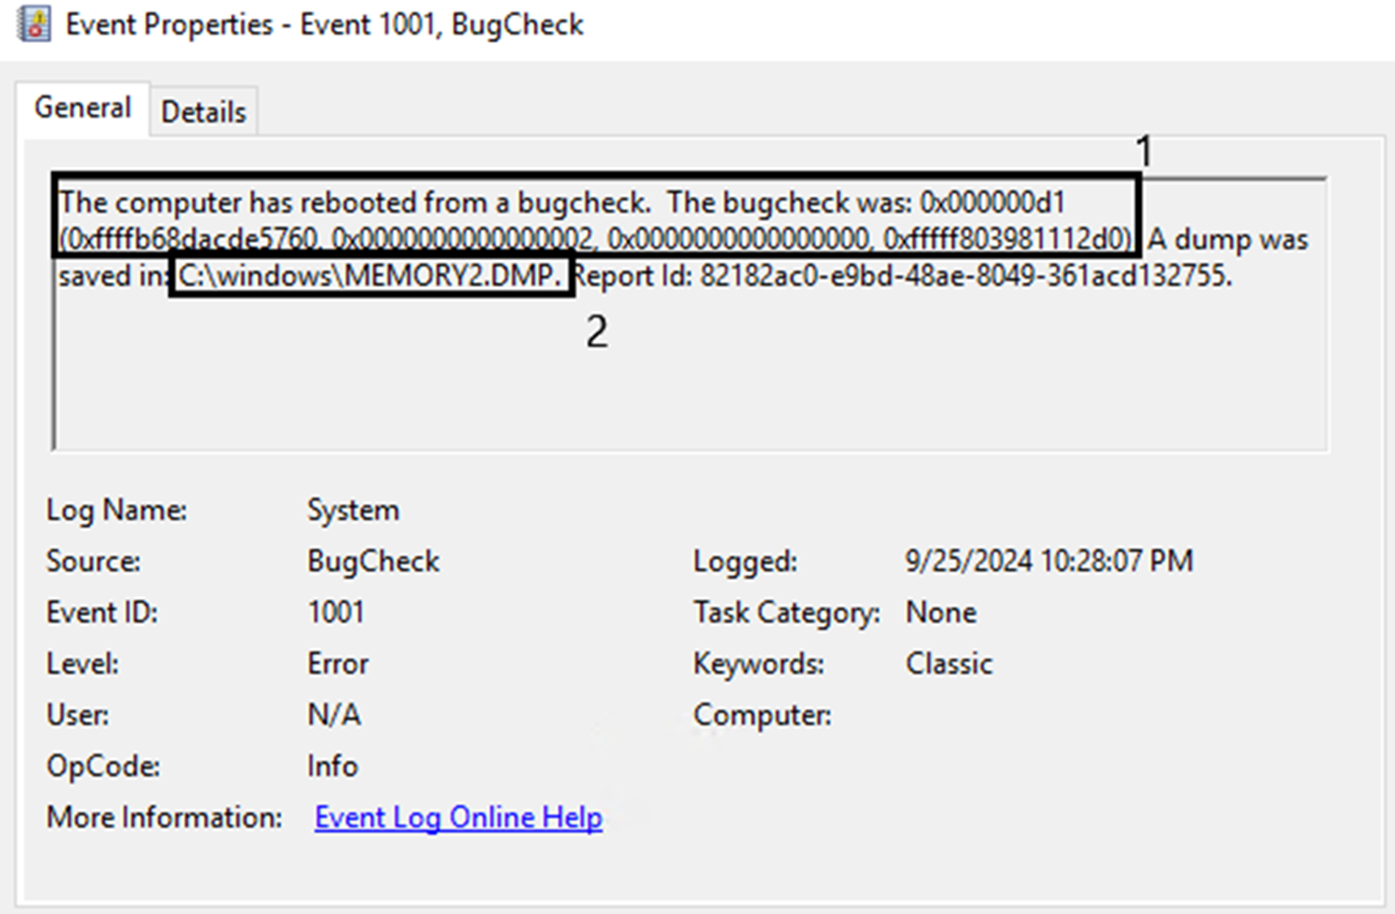 Event Properties - Event 1001, BugCheck
General Details
1
The computer has rebooted from a bugcheck.  The bugcheck was: 0x000000d1
(0xffffb68dacde5760, 0x0000000000000002, 0x0000000000000000, 0xfffff803981112d0). A dump was
saved in: C:\windows\MEMORY2.DMP. Report Id: 82182ac0-e9bd-48ae-8049-361acd132755.
2
Log Name: System
Source: BugCheck Logged: 9/25/2024 10:28:07 PM
Event ID: 1001 Task Category: None
Level: Error Keywords: Classic
User: N/A Computer:
OpCode: Info
More Information: Event Log Online Help